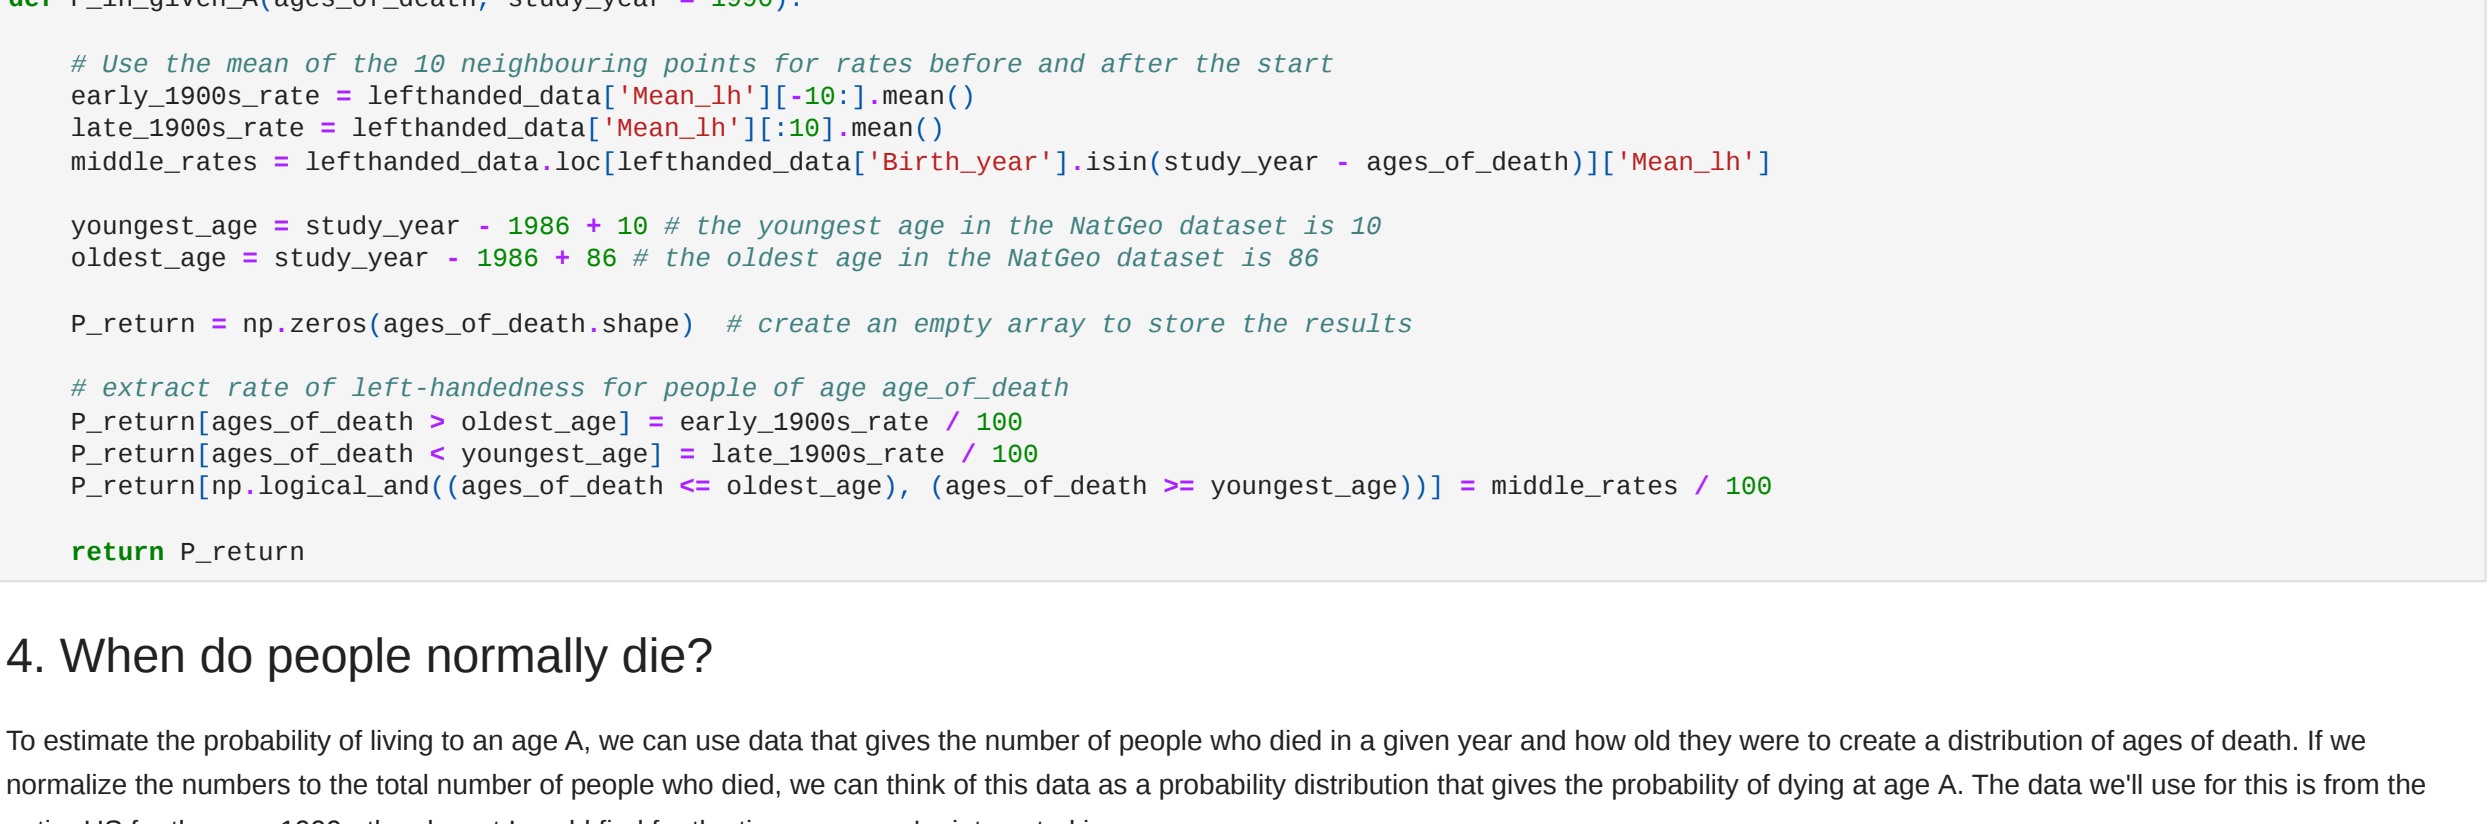 def P_lh_given_A(ages_of_death, study_year = 1990):
# Use the mean of the 10 neighbouring points for rates before and after the start
early_1900s_rate = lefthanded_data['Mean_lh'][-10:].mean()
late_1900s_rate = lefthanded_data['Mean_lh'][:10].mean()
middle_rates = lefthanded_data.loc[lefthanded_data['Birth_year'].isin(study_year - ages_of_death)]['Mean_lh']
youngest_age = study_year - 1986 + 10 # the youngest age in the NatGeo dataset is 10
oldest_age = study_year - 1986 + 86 # the oldest age in the NatGeo dataset is 86
P_return = np.zeros(ages_of_death.shape)  # create an empty array to store the results
# extract rate of left-handedness for people of age age_of_death
P_return[ages_of_death > oldest_age] = early_1900s_rate / 100
P_return[ages_of_death < youngest_age] = late_1900s_rate / 100
P_return[np.logical_and((ages_of_death <= oldest_age), (ages_of_death >= youngest_age))] = middle_rates / 100
return P_return
4. When do people normally die?
To estimate the probability of living to an age A, we can use data that gives the number of people who died in a given year and how old they were to create a distribution of ages of death. If we
normalize the numbers to the total number of people who died, we can think of this data as a probability distribution that gives the probability of dying at age A. The data we'll use for this is from the